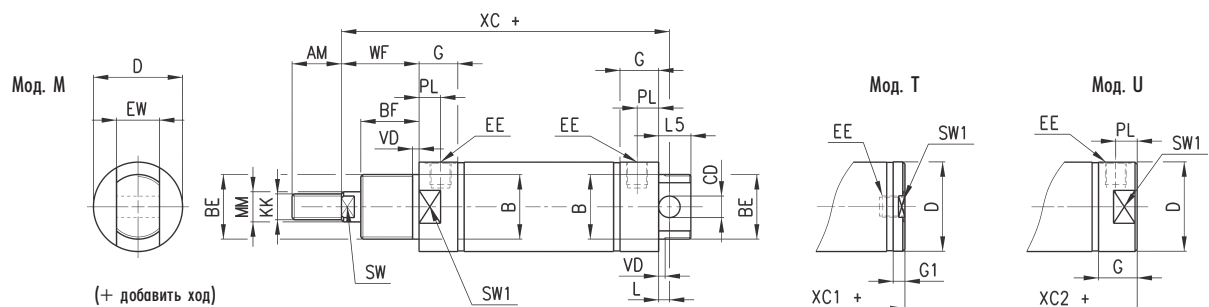 XC +
AM WF G G
D
Мод. M
EW
PL PL
BF EE EE L5
VD
CD
BE MM KK B B BE
SW SW1
VD
L
(+ добавить ход)
Мод. T
EE SW1
D
G1
XC1 +
Мод. U
EE PL
SW1
D
G
XC2 +